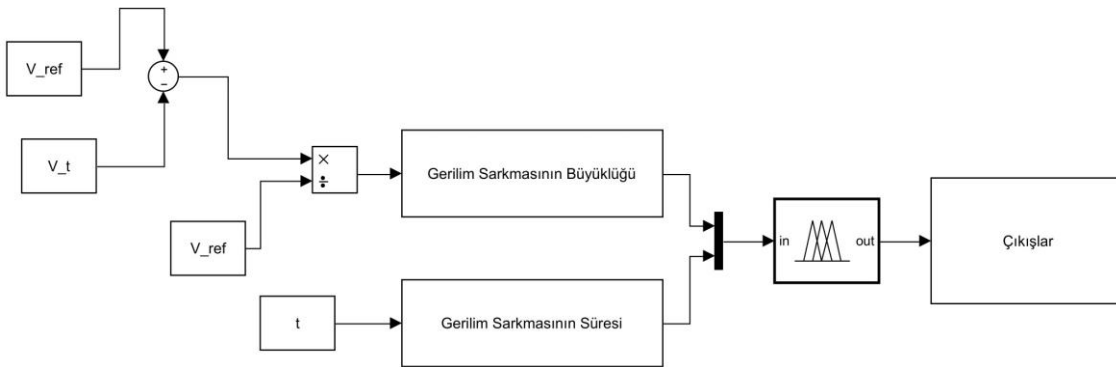 V_ref
+
−
V_t
×
÷
Gerilim Sarkmasının Büyüklüğü
V_ref
in
out
Çıkışlar
t
Gerilim Sarkmasının Süresi